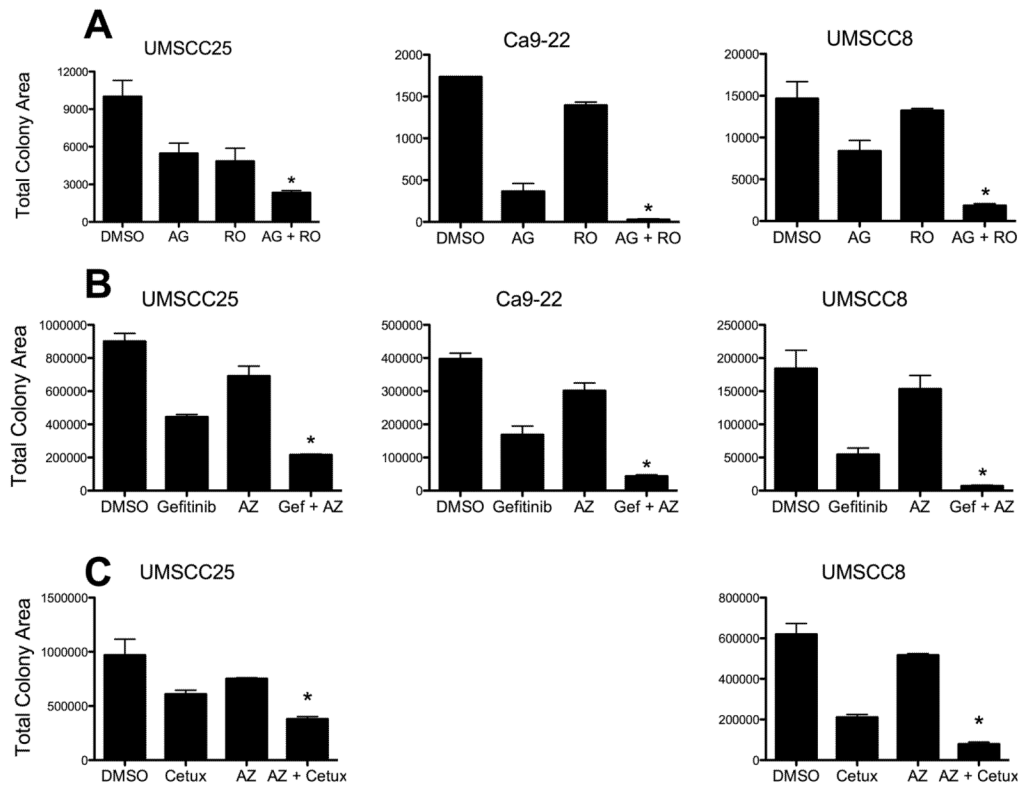 A
UMSCC25
Ca9-22
UMSCC8
Total Colony Area
12000
9000
6000
3000
0
DMSO AG RO AG + RO
*
2000
1500
1000
500
0
DMSO AG RO AG + RO
*
20000
15000
10000
5000
0
DMSO AG RO AG + RO
*
B
UMSCC25
Ca9-22
UMSCC8
Total Colony Area
1000000
800000
600000
400000
200000
0
DMSO Gefitinib AZ Gef + AZ
*
500000
400000
300000
200000
100000
0
DMSO Gefitinib AZ Gef + AZ
*
250000
200000
150000
100000
50000
0
DMSO Gefitinib AZ Gef + AZ
*
C
UMSCC25
UMSCC8
Total Colony Area
1500000
1000000
500000
0
DMSO Cetux AZ AZ + Cetux
*
800000
600000
400000
200000
0
DMSO Cetux AZ AZ + Cetux
*